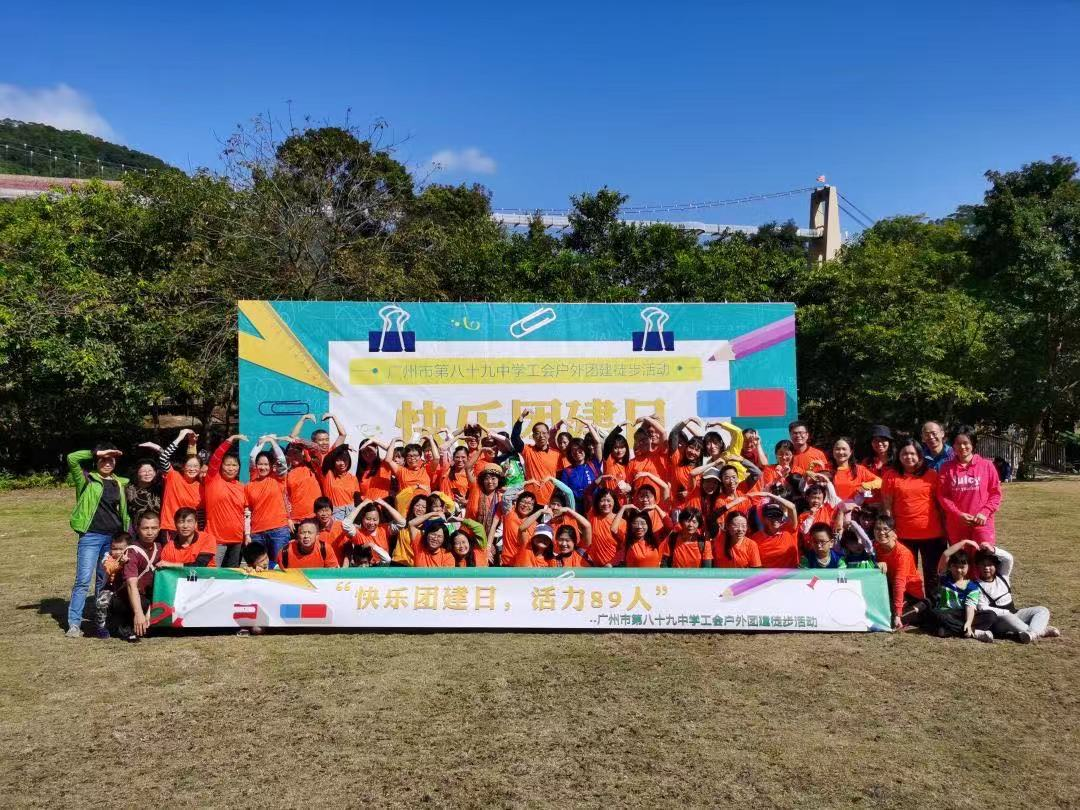 广州市第八十九中学工会户外团建徒步活动
快乐团建日
Juicy
“快乐团建日，活力89人”
--广州市第八十九中学工会户外团建徒步活动